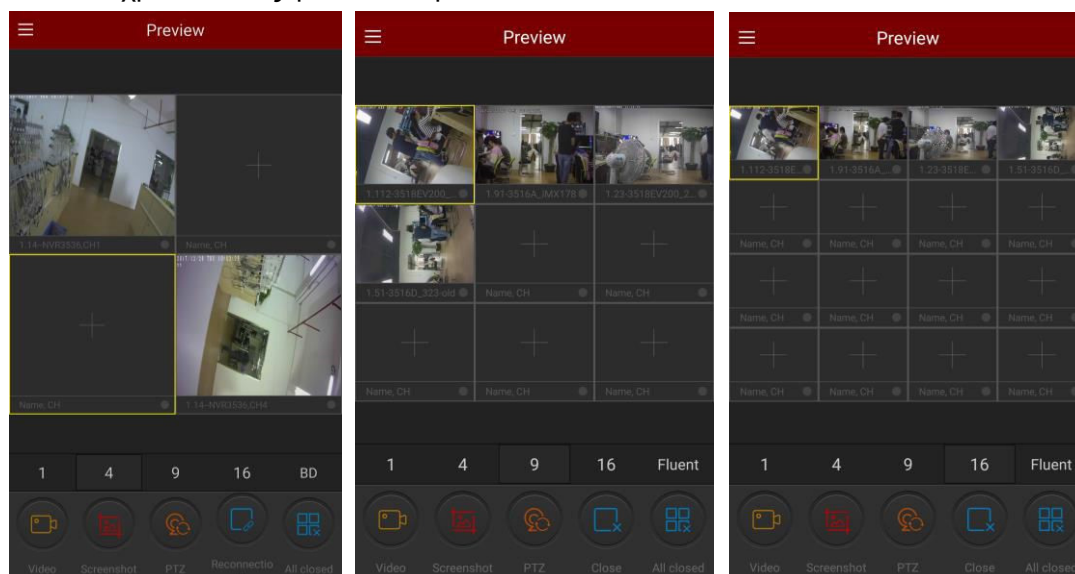 Preview
1.14-NVR3536,CH1
Name, CH
Name, CH
1.14-NVR3536,CH4
1 4 9 16 BD
Video Screenshot PTZ Reconnectio All closed
Preview
1.112-3518EV200_...
1.91-3516A_IMX178
1.23-3518EV200_2...
1.51-3516D_323-old
Name, CH
Name, CH
Name, CH
Name, CH
Name, CH
1 4 9 16 Fluent
Video Screenshot PTZ Close All closed
Preview
1.112-3518E...
1.91-3516A_...
1.23-3518E...
1.51-3516D_...
Name, CH Name, CH Name, CH Name, CH
Name, CH Name, CH Name, CH Name, CH
Name, CH Name, CH Name, CH Name, CH
1 4 9 16 Fluent
Video Screenshot PTZ Close All closed